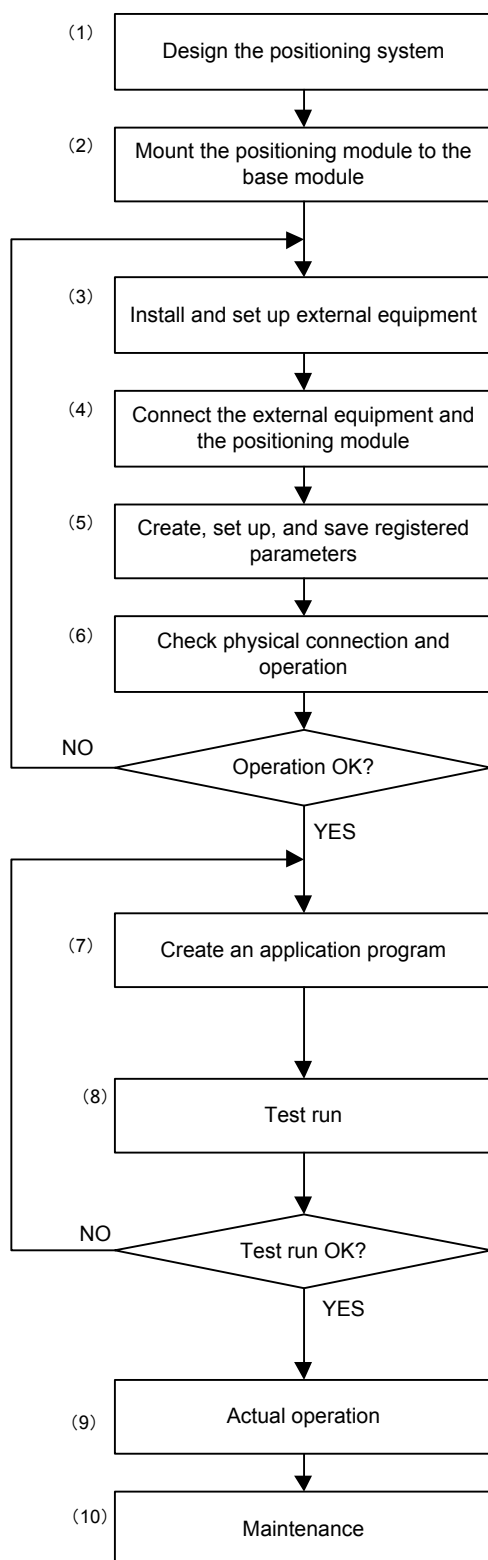 （1）
Design the positioning system
（2）
Mount the positioning module to the
base module
（3）
Install and set up external equipment
（4）
Connect the external equipment and
the positioning module
（5）
Create, set up, and save registered
parameters
（6）
Check physical connection and
operation
NO
Operation OK?
YES
（7）
Create an application program
（8）
Test run
NO
Test run OK?
YES
（9）
Actual operation
（10）
Maintenance